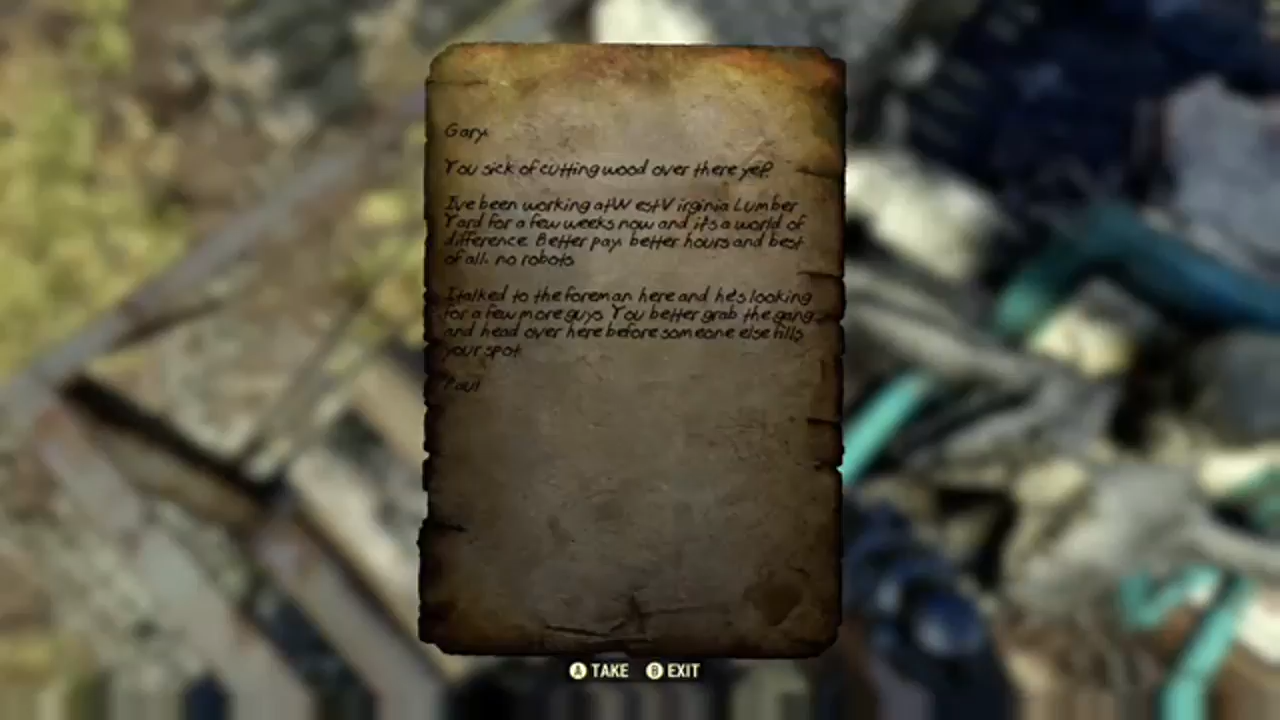 Gary,
You sick of cutting wood over there yet?
I've been working at West Virginia Lumber
Yard for a few weeks now and it's a world of
difference. Better pay, better hours and best
of all, no robots.
I talked to the foreman here and he's looking
for a few more guys. You better grab the gang
and head over here before someone else fills
your spot.
Paul
A TAKE B EXIT